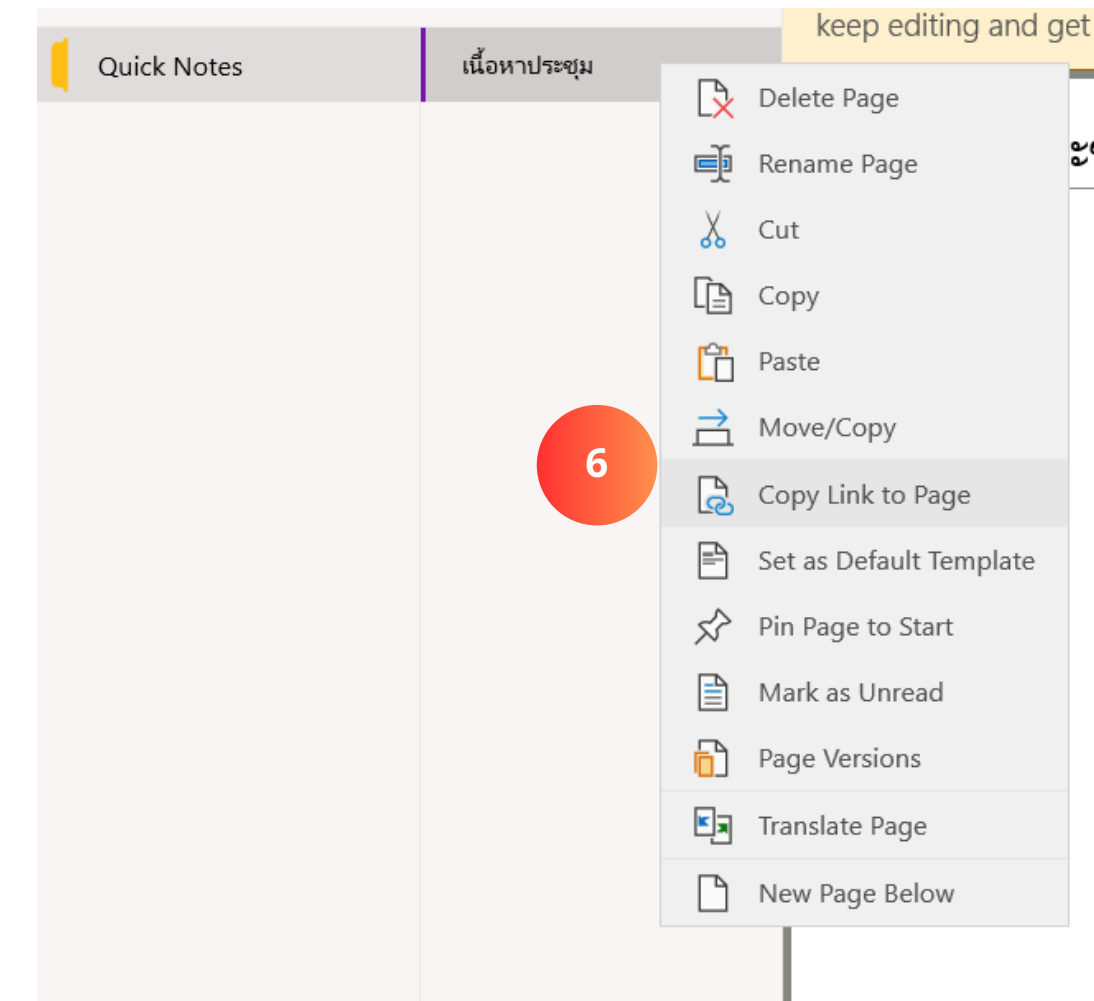 keep editing and get
Quick Notes
เนื้อหาประชุม
Delete Page
Rename Page
Cut
Copy
Paste
Move/Copy
6
Copy Link to Page
Set as Default Template
Pin Page to Start
Mark as Unread
Page Versions
Translate Page
New Page Below